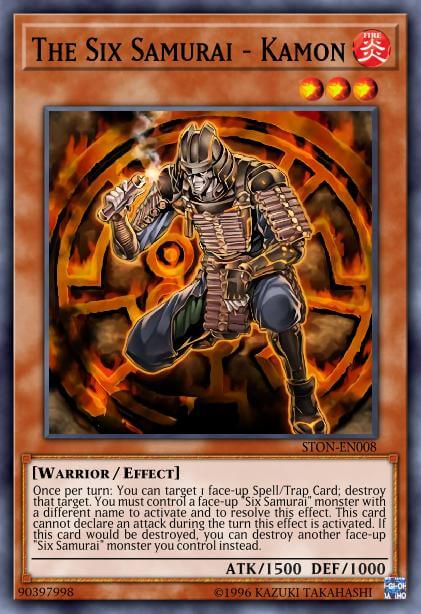 The Six Samurai - Kamon
FIRE
炎
STON-EN008
[Warrior / Effect]
Once per turn: You can target 1 face-up Spell/Trap Card; destroy
that target. You must control a face-up "Six Samurai" monster with
a different name to activate and to resolve this effect. This card
cannot declare an attack during the turn this effect is activated. If
this card would be destroyed, you can destroy another face-up
"Six Samurai" monster you control instead.
ATK/1500 DEF/1000
90397998
©1996 KAZUKI TAKAHASHI